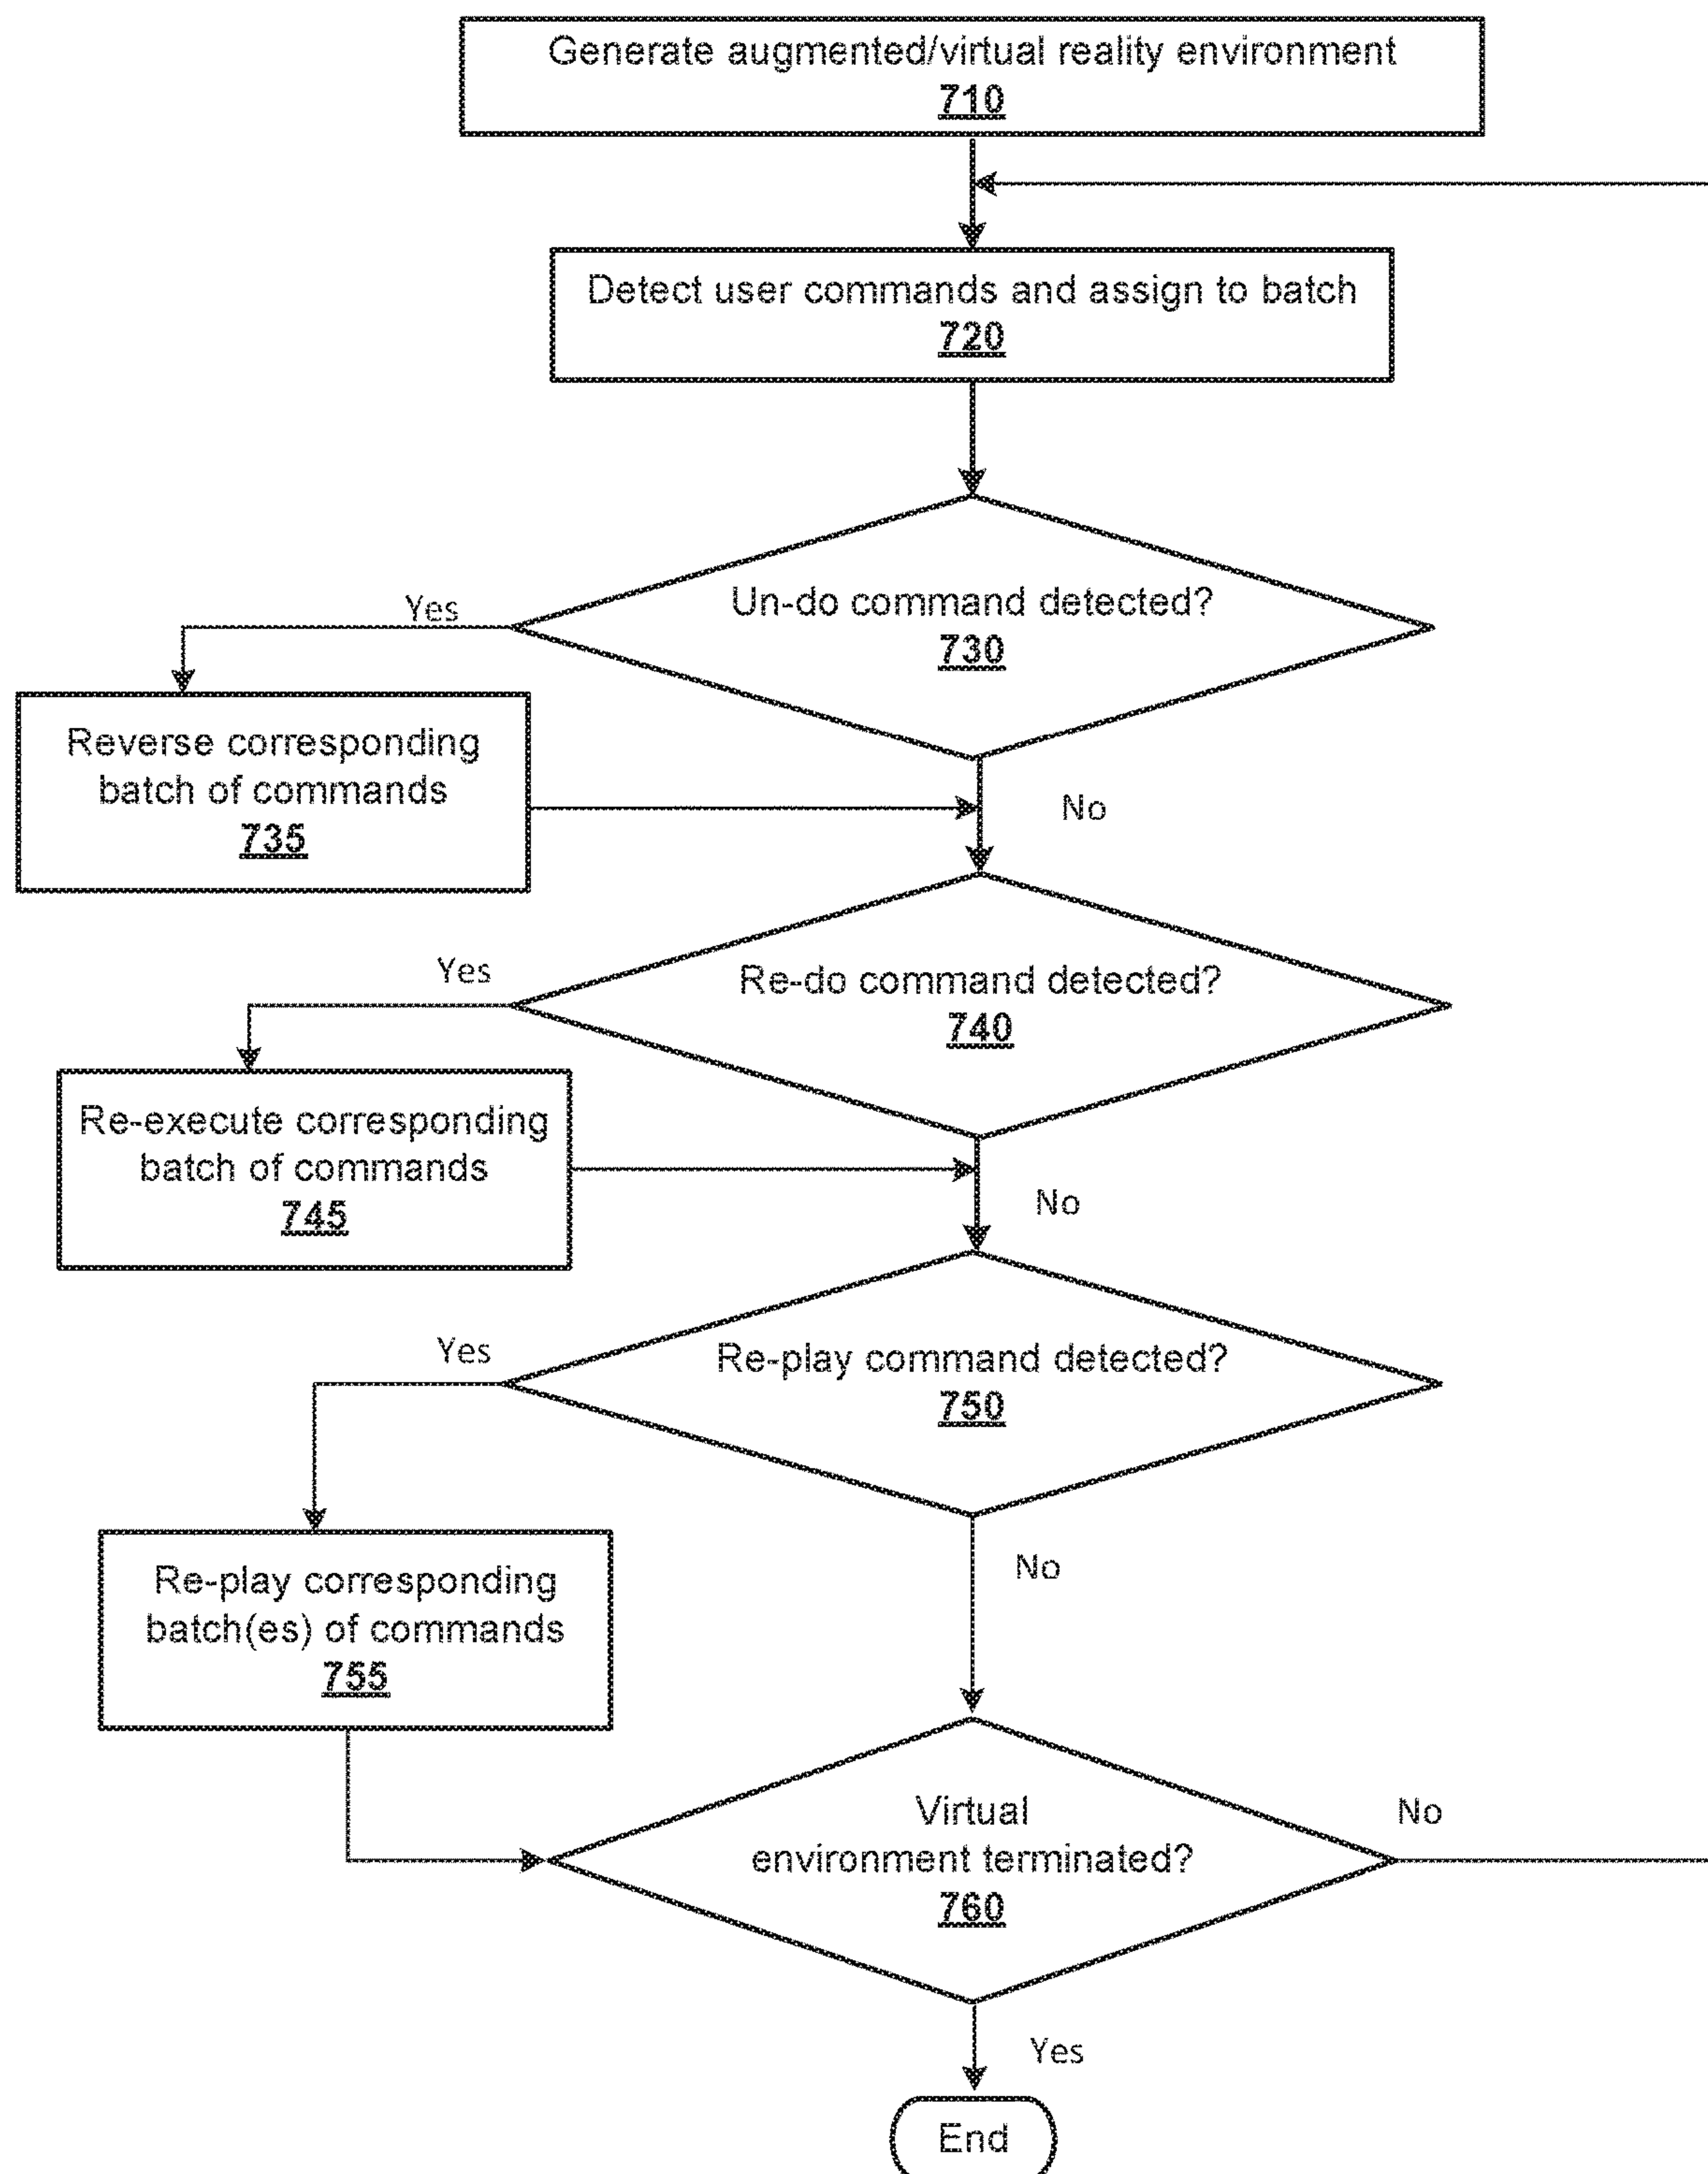 Generate augmented/virtual reality environment
710
Detect user commands and assign to batch
720
Un-do command detected?
730
Yes
Reverse corresponding
batch of commands
735
No
Re-do command detected?
740
Yes
Re-execute corresponding
batch of commands
745
No
Re-play command detected?
750
Yes
Re-play corresponding
batch(es) of commands
755
No
Virtual
environment terminated?
760
No
Yes
End